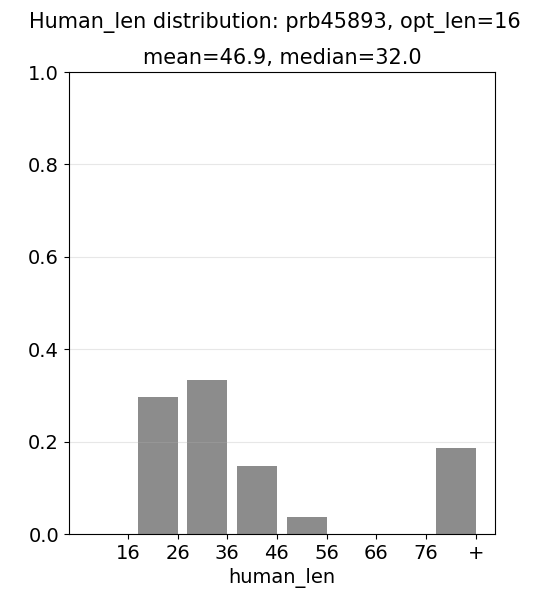 Human_len distribution: prb45893, opt_len=16
mean=46.9, median=32.0
1.0
0.8
0.6
0.4
0.2
0.0
16 26 36 46 56 66 76 +
human_len